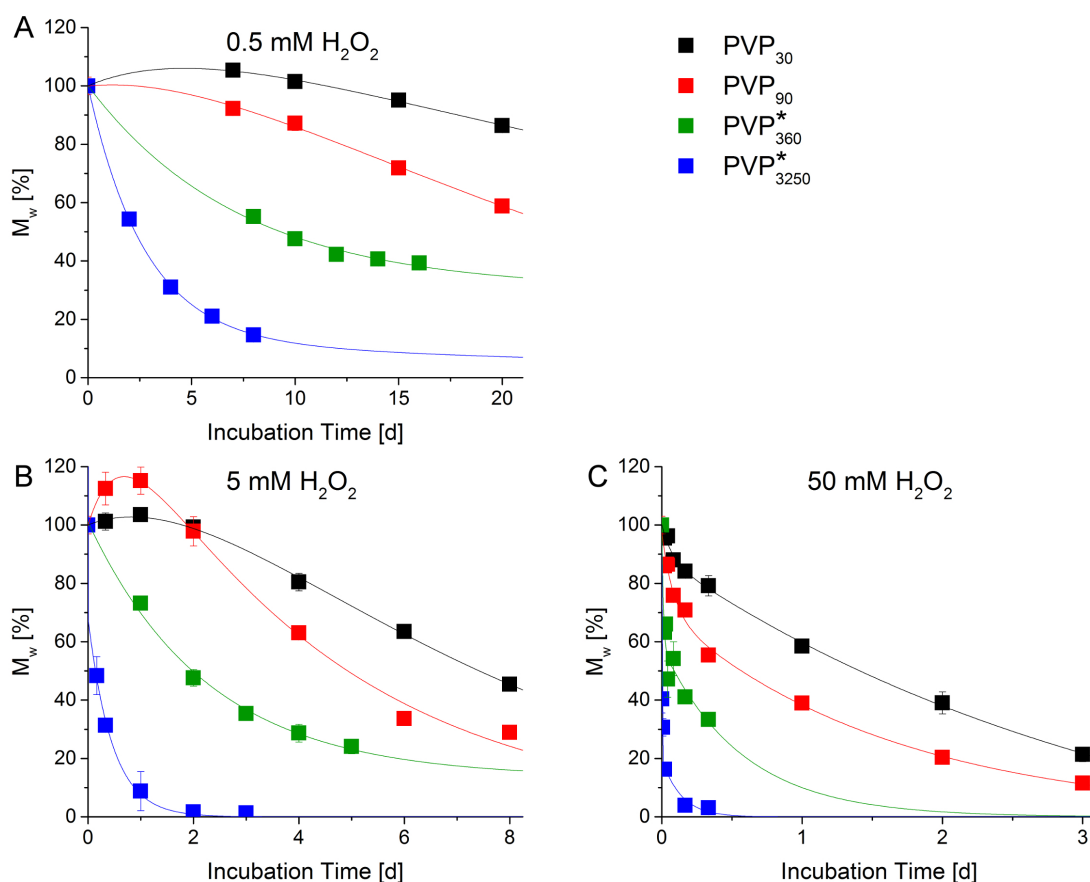 A
0.5 mM H₂O₂
120
100
80
60
40
20
0
M_w [%]
0 5 10 15 20
Incubation Time [d]
PVP₃₀
PVP₉₀
PVP*₃₆₀
PVP*₃₂₅₀
B
5 mM H₂O₂
120
100
80
60
40
20
0
M_w [%]
0 2 4 6 8
Incubation Time [d]
C
50 mM H₂O₂
120
100
80
60
40
20
0
M_w [%]
0 1 2 3
Incubation Time [d]